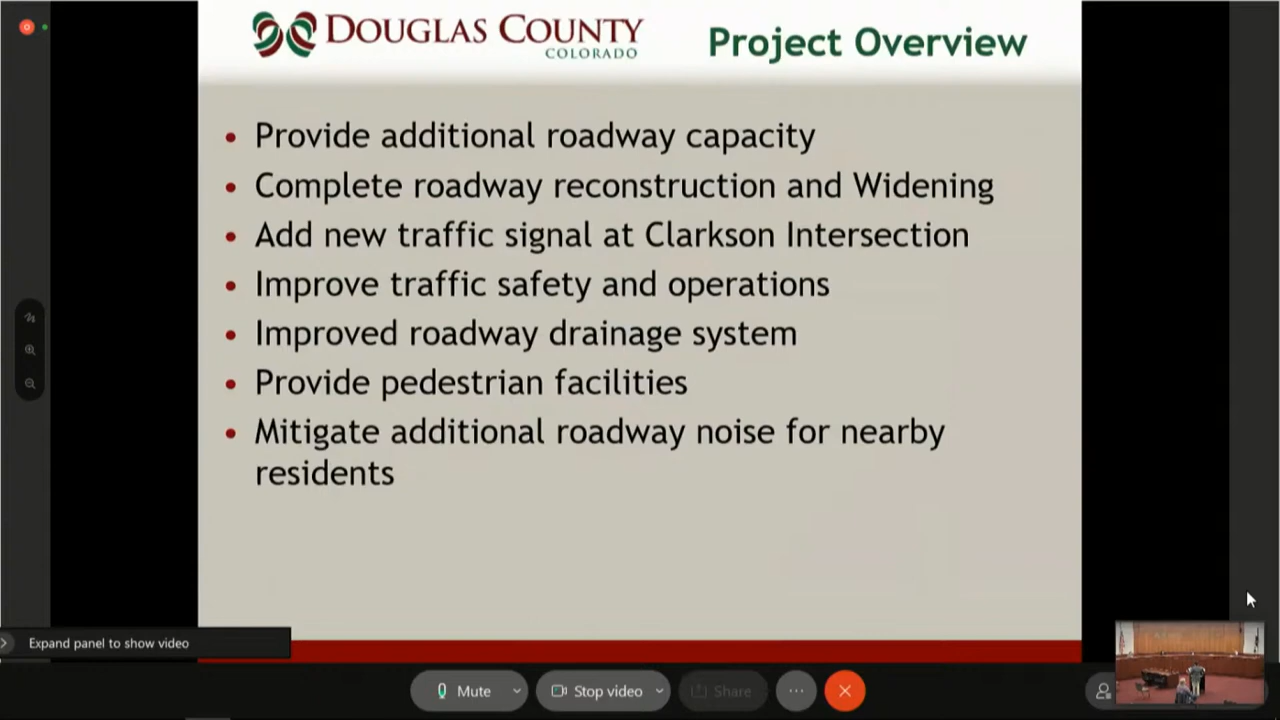 DOUGLAS COUNTY
COLORADO
Project Overview
• Provide additional roadway capacity
• Complete roadway reconstruction and Widening
• Add new traffic signal at Clarkson Intersection
• Improve traffic safety and operations
• Improved roadway drainage system
• Provide pedestrian facilities
• Mitigate additional roadway noise for nearby
residents
Expand panel to show video
Mute
Stop video
Share